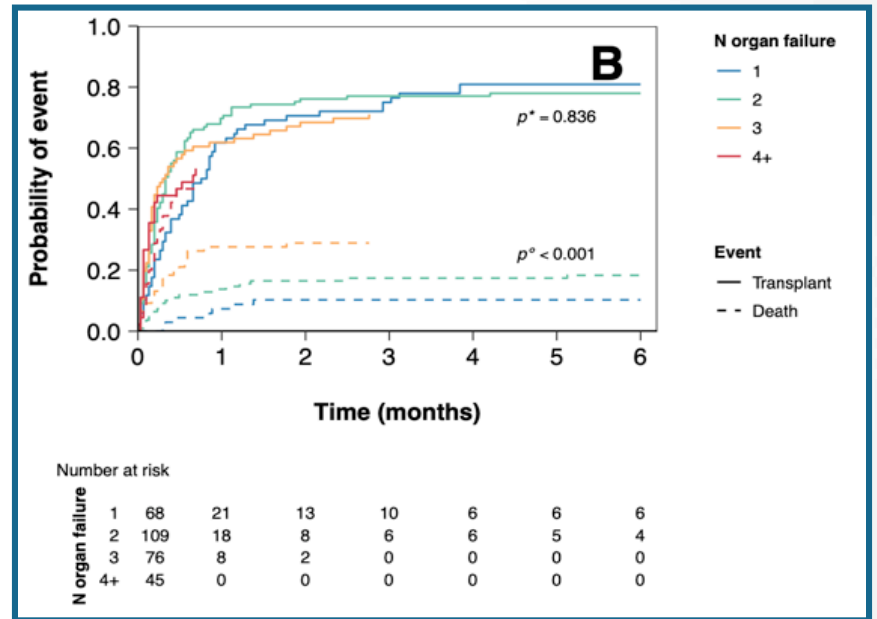 B
Probability of event
1.0
0.8
0.6
0.4
0.2
0.0
p* = 0.836
p° < 0.001
0 1 2 3 4 5 6
Time (months)
N organ failure
1
2
3
4+
Event
Transplant
Death
Number at risk
N organ failure
1 68 21 13 10 6 6 6
2 109 18 8 6 6 5 4
3 76 8 2 0 0 0 0
4+ 45 0 0 0 0 0 0